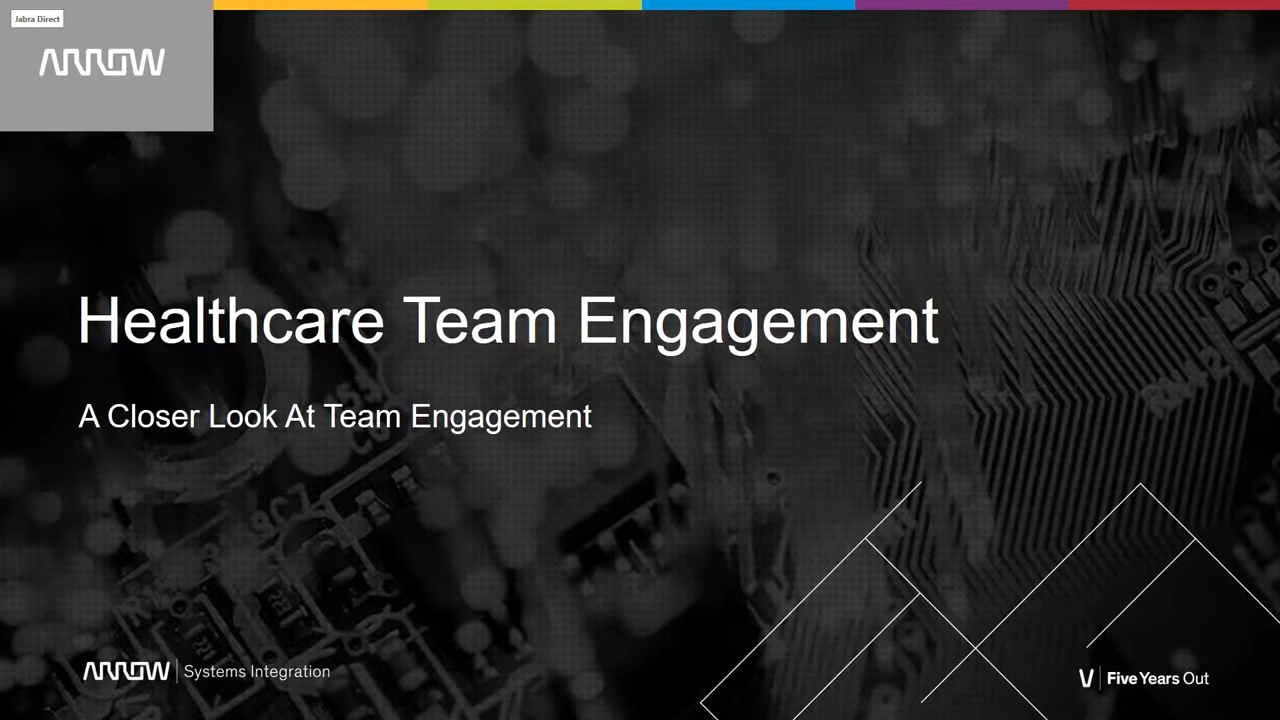 Jabra Direct
ARROW
Healthcare Team Engagement
A Closer Look At Team Engagement
ARROW Systems Integration
Five Years Out